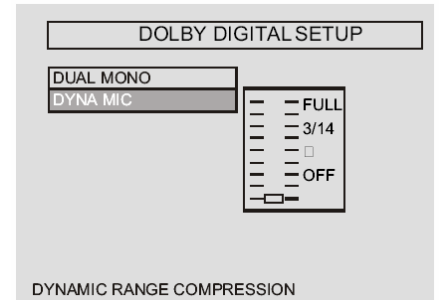 DOLBY DIGITAL SETUP
DUAL MONO
DYNA MIC
FULL
3/14
OFF
DYNAMIC RANGE COMPRESSION